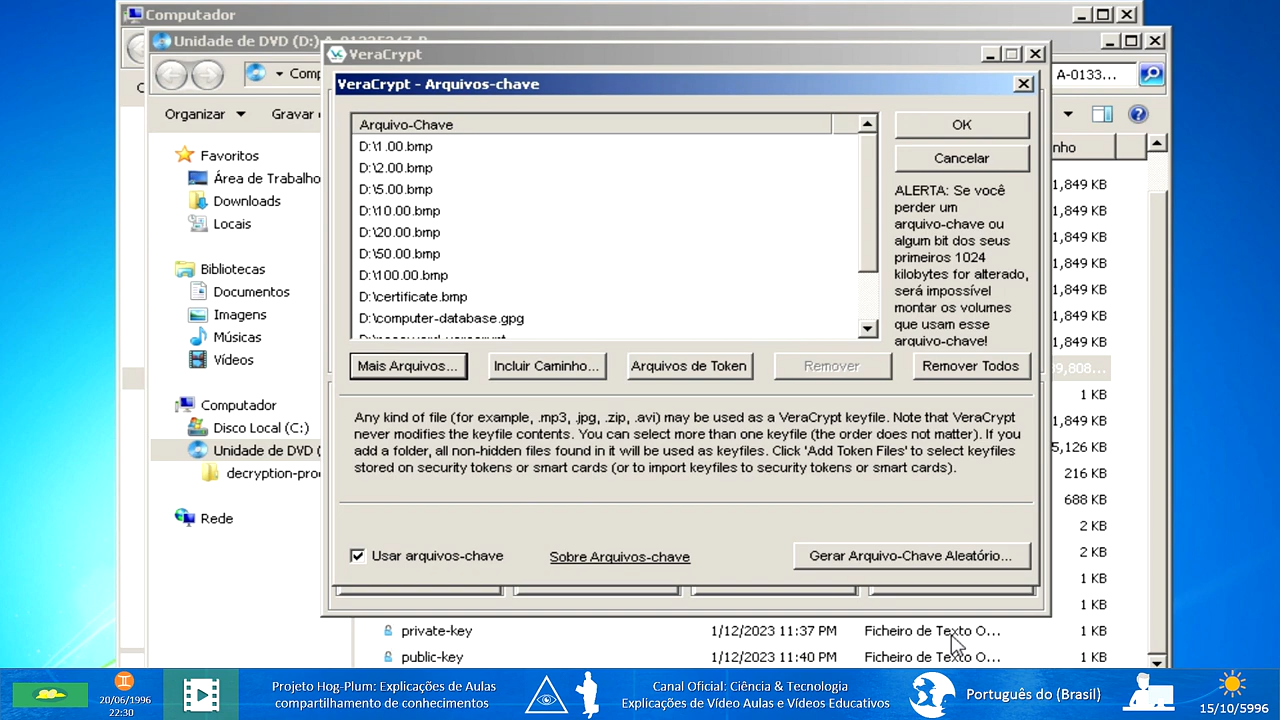 Computador
Unidade de DVD (D:) A-01335247-B
VeraCrypt
VeraCrypt - Arquivos-chave
Comp
A-0133...
Organizar
Gravar
Arquivo-Chave
D:\1.00.bmp
D:\2.00.bmp
D:\5.00.bmp
D:\10.00.bmp
D:\20.00.bmp
D:\50.00.bmp
D:\100.00.bmp
D:\certificate.bmp
D:\computer-database.gpg
OK
Cancelar
ALERTA: Se você
perder um
arquivo-chave ou
algum bit dos seus
primeiros 1024
kilobytes for alterado,
será impossível
montar os volumes
que usam esse
arquivo-chave!
Mais Arquivos...
Incluir Caminho...
Arquivos de Token
Remover
Remover Todos
Any kind of file (for example, .mp3, .jpg, .zip, .avi) may be used as a VeraCrypt keyfile. Note that VeraCrypt
never modifies the keyfile contents. You can select more than one keyfile (the order does not matter). If you
add a folder, all non-hidden files found in it will be used as keyfiles. Click 'Add Token Files' to select keyfiles
stored on security tokens or smart cards (or to import keyfiles to security tokens or smart cards).
Usar arquivos-chave
Sobre Arquivos-chave
Gerar Arquivo-Chave Aleatório...
Favoritos
Área de Trabalho
Downloads
Locais
Bibliotecas
Documentos
Imagens
Músicas
Vídeos
Computador
Disco Local (C:)
Unidade de DVD (
decryption-pro
Rede
nho
1,849 KB
1,849 KB
1,849 KB
1,849 KB
1,849 KB
1,849 KB
1,849 KB
9,808...
1 KB
1,849 KB
5,126 KB
216 KB
688 KB
2 KB
2 KB
1 KB
1 KB
private-key 1/12/2023 11:37 PM Ficheiro de Texto O... 1 KB
public-key 1/12/2023 11:40 PM Ficheiro de Texto O... 1 KB
20/06/1996
22:30
Projeto Hog-Plum: Explicações de Aulas
compartilhamento de conhecimentos
Canal Oficial: Ciência & Tecnologia
Explicações de Vídeo Aulas e Vídeos Educativos
Português do (Brasil)
15/10/5996